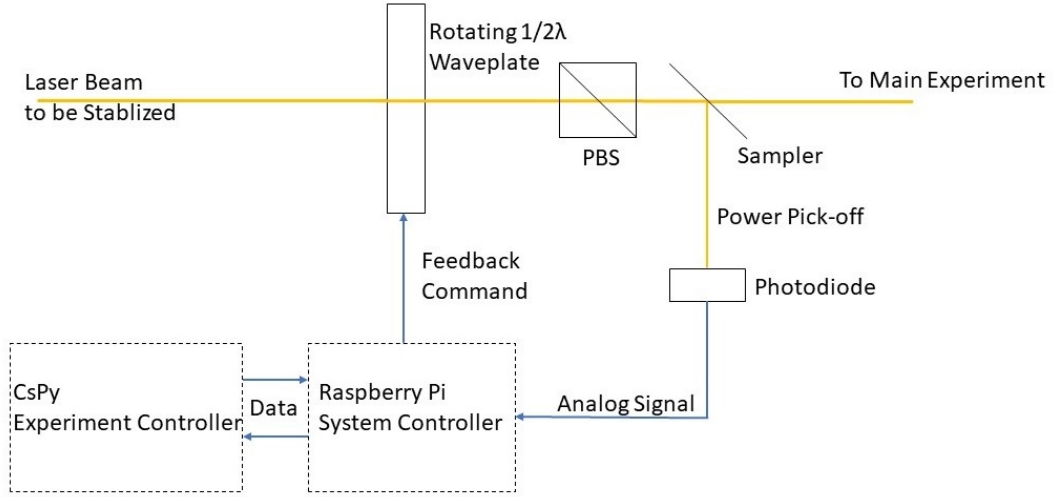 Rotating 1/2λ
Waveplate
Laser Beam
to be Stablized
To Main Experiment
PBS
Sampler
Power Pick-off
Feedback
Command
Photodiode
CsPy
Experiment Controller
Data
Raspberry Pi
System Controller
Analog Signal